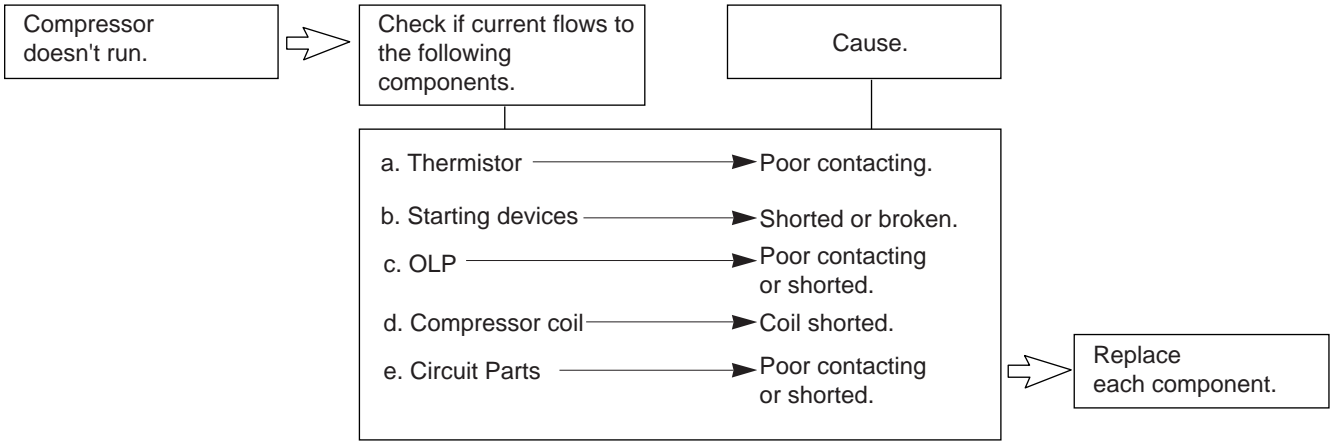 Compressor
doesn't run.
Check if current flows to
the following
components.
Cause.
a. Thermistor
Poor contacting.
b. Starting devices
Shorted or broken.
c. OLP
Poor contacting
or shorted.
d. Compressor coil
Coil shorted.
e. Circuit Parts
Poor contacting
or shorted.
Replace
each component.